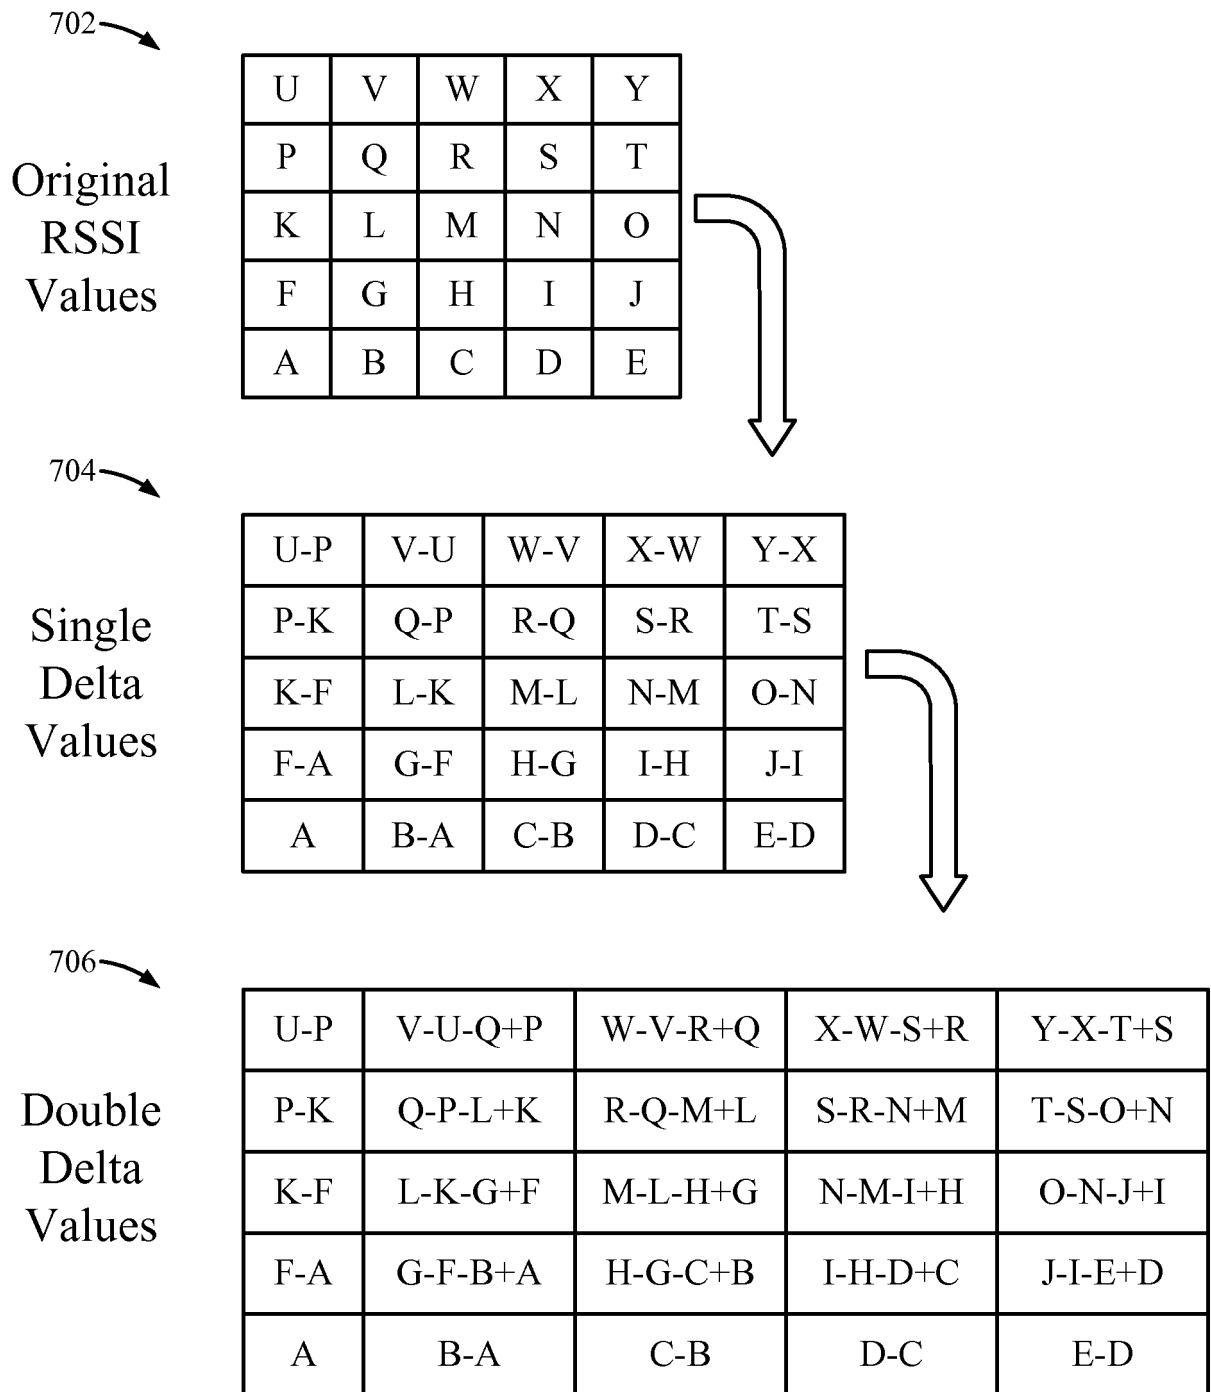 702
U V W X Y
P Q R S T
Original
RSSI
Values
K L M N O
F G H I J
A B C D E
704
U-P V-U W-V X-W Y-X
P-K Q-P R-Q S-R T-S
Single
Delta
Values
K-F L-K M-L N-M O-N
F-A G-F H-G I-H J-I
A B-A C-B D-C E-D
706
U-P V-U-Q+P W-V-R+Q X-W-S+R Y-X-T+S
P-K Q-P-L+K R-Q-M+L S-R-N+M T-S-O+N
Double
Delta
Values
K-F L-K-G+F M-L-H+G N-M-I+H O-N-J+I
F-A G-F-B+A H-G-C+B I-H-D+C J-I-E+D
A B-A C-B D-C E-D